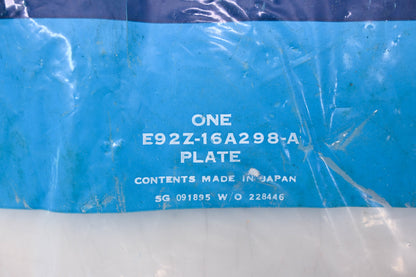 ONE
E92Z-16A298-A
PLATE
CONTENTS MADE IN JAPAN
SG 091895 W O 228446